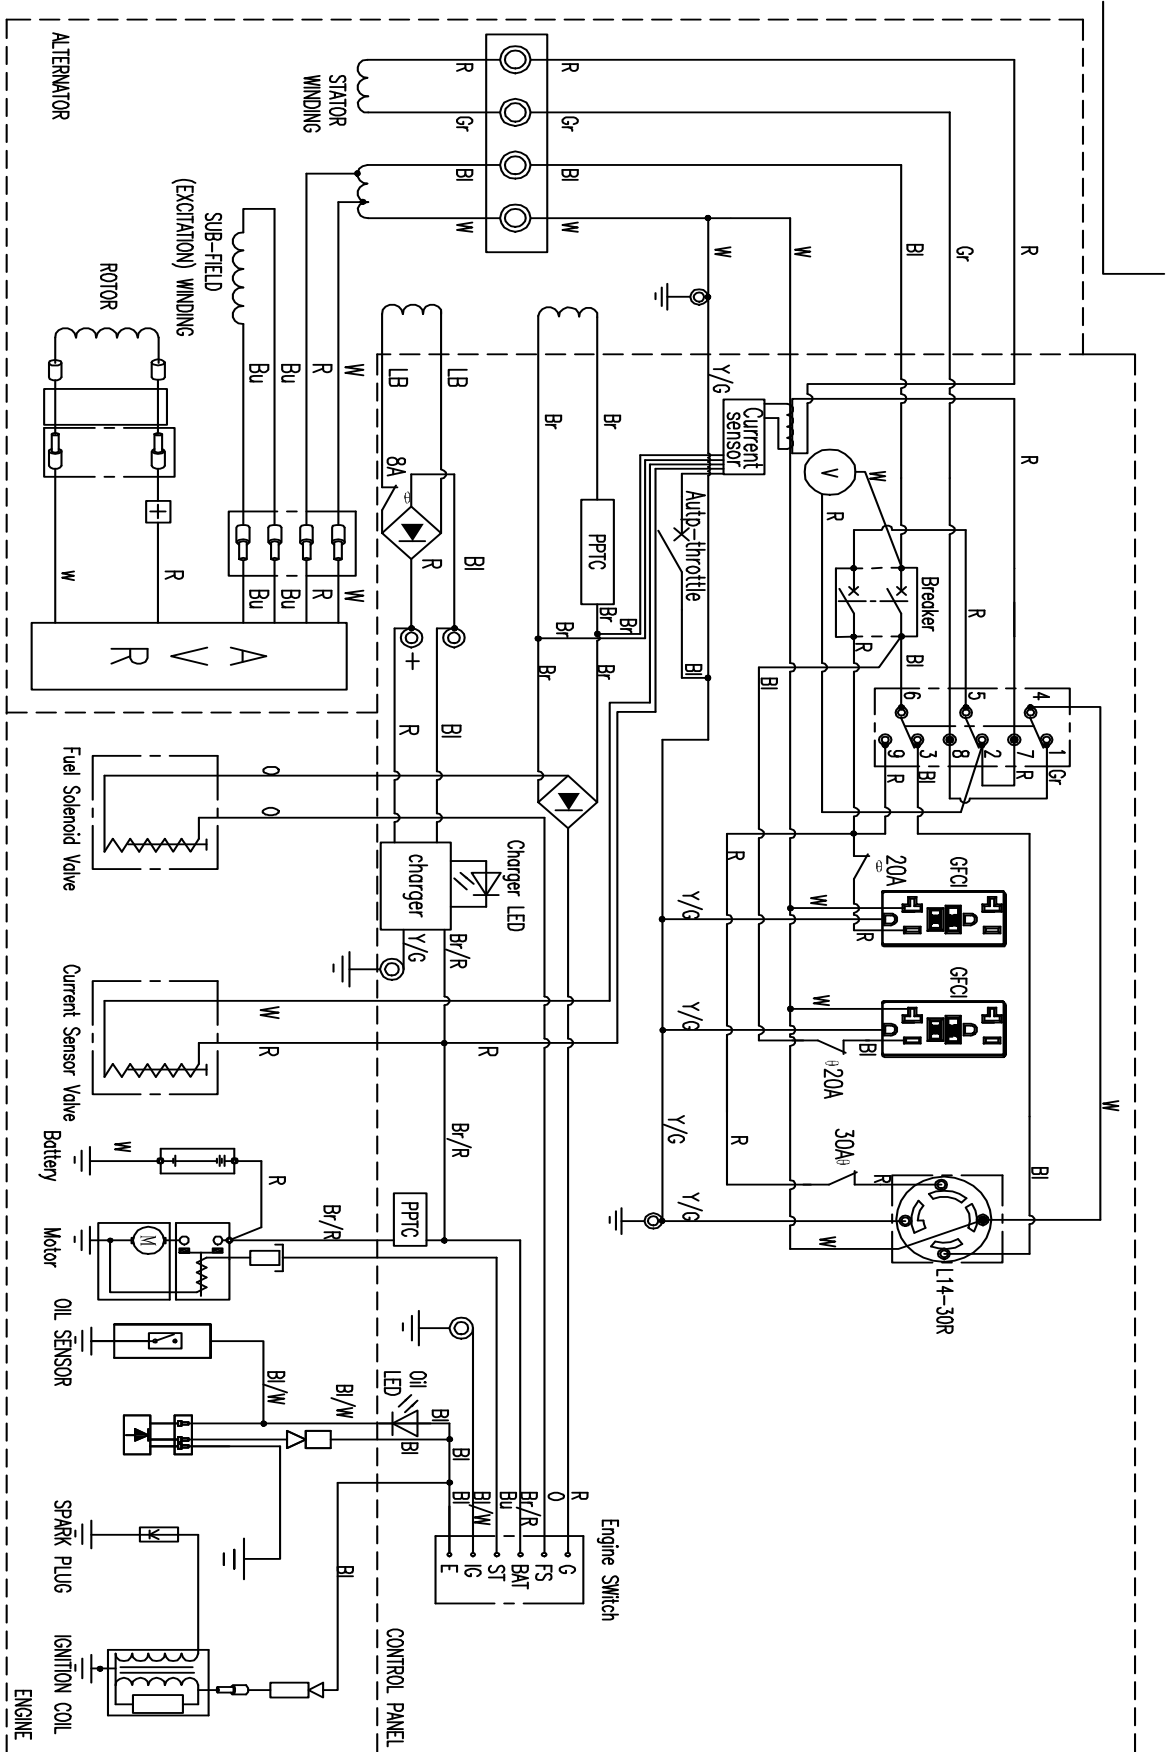 ALTERNATOR
STATOR
WINDING
R
Gr
Bl
W
R
Gr
Bl
W
W
W
Bl
Gr
R
SUB-FIELD
(EXCITATION) WINDING
ROTOR
Bu
Bu
R
W
LB
LB
Br
Br
Y/G
Current
sensor
V
W
R
R
8A
R
Bl
PPTC
Br
Br
Br
Br
Br
Autp-throttle
Bl
Breaker
R
R
Bl
Bl
W
R
Bu
Bu
R
W
A V R
+
R
Bl
6
5
4
9
3
8
2
7
1
R
Bl
R
Gr
Fuel Solenoid Valve
O
O
charger
Charger LED
Y/G
Br/R
R
20A
GFCI
W
R
Y/G
Current Sensor Valve
W
R
R
GFCI
W
Bl
20A
Y/G
Battery
W
R
Br/R
Y/G
R
30A
R
W
Bl
Motor
M
Br/R
PPTC
Y/G
W
L14-30R
OIL SENSOR
Bl/W
Bl/W
Oil
LED
Bl
Bl
Bl
Bl
Bl/W
Bu
Br/R
O
R
SPARK PLUG
Bl
E
IG
ST
BAT
FS
G
Engine SWitch
IGNITION COIL
CONTROL PANEL
ENGINE